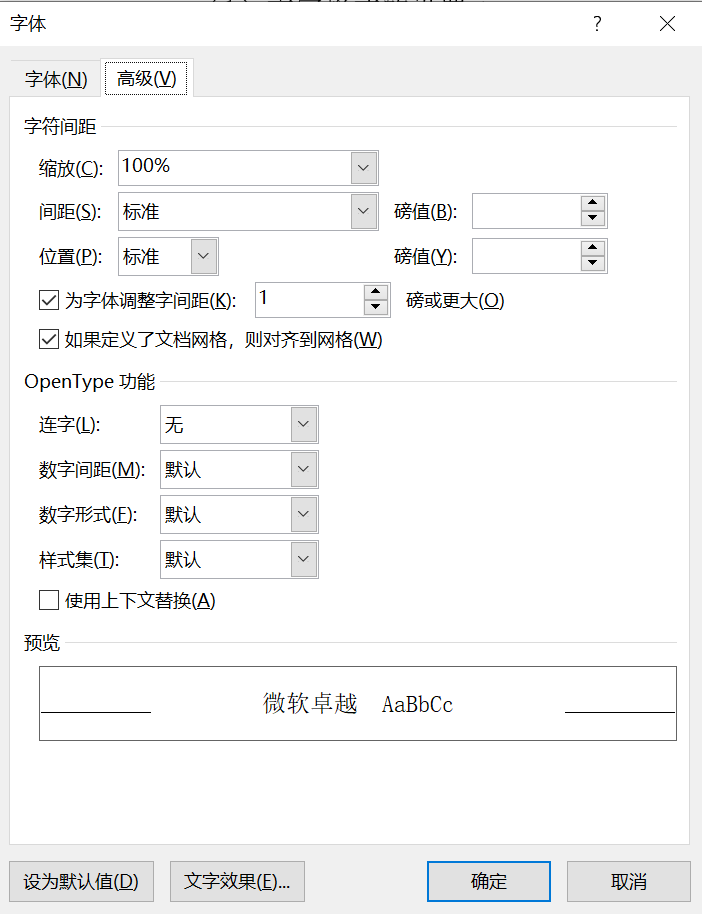 字体
?
字体(N) 高级(V)
字符间距
缩放(C): 100%
间距(S): 标准 磅值(B):
位置(P): 标准 磅值(Y):
为字体调整字间距(K): 1 磅或更大(O)
如果定义了文档网格，则对齐到网格(W)
OpenType 功能
连字(L): 无
数字间距(M): 默认
数字形式(F): 默认
样式集(T): 默认
使用上下文替换(A)
预览
微软卓越 AaBbCc
设为默认值(D) 文字效果(E)... 确定 取消